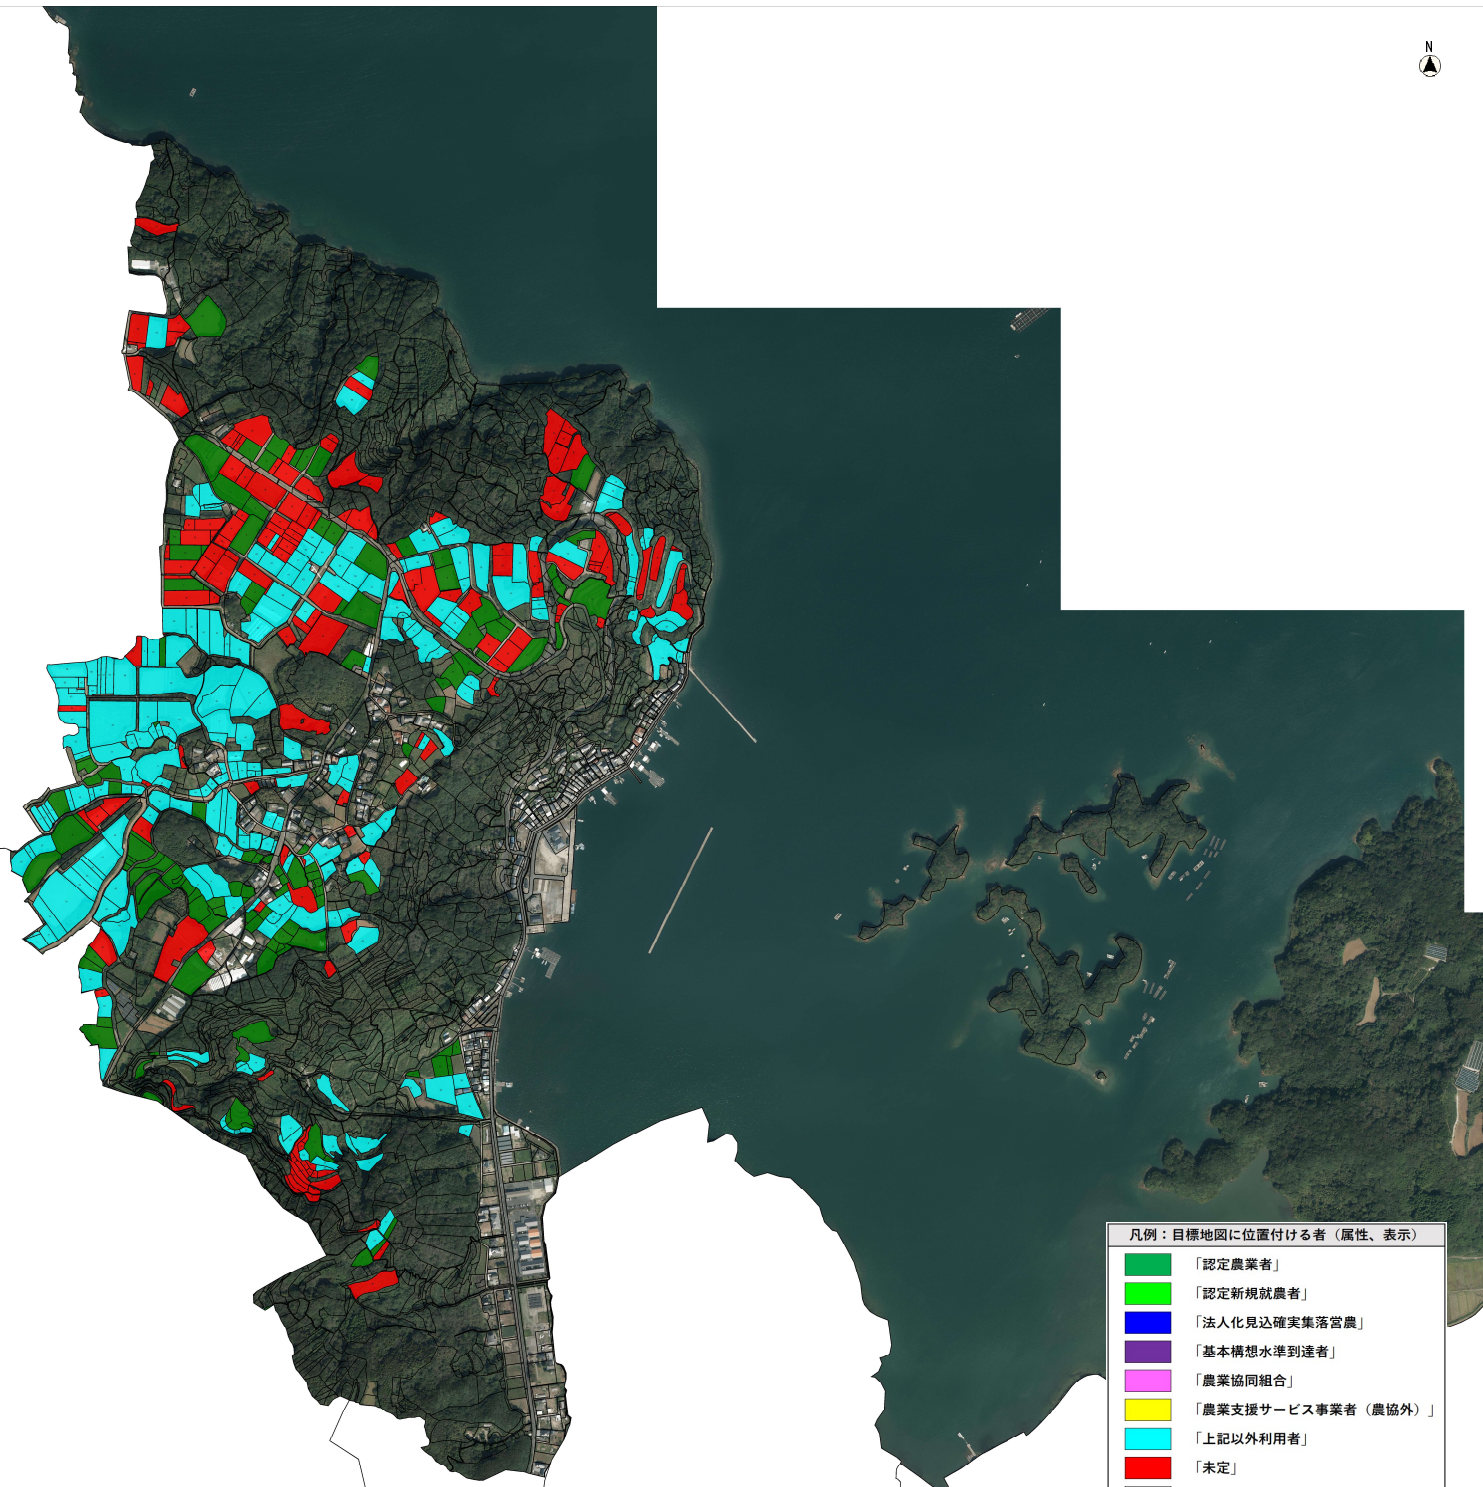 N
凡例：目標地図に位置付ける者（属性、表示）
「認定農業者」
「認定新規就農者」
「法人化見込確実集落営農」
「基本構想水準到達者」
「農業協同組合」
「農業支援サービス事業者（農協外）」
「上記以外利用者」
「未定」